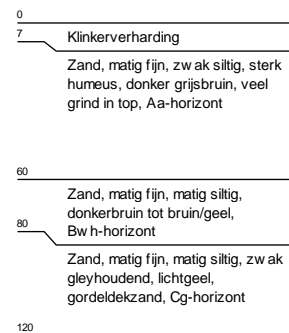 0
7
Klinkerverharding
Zand, matig fijn, zwak siltig, sterk
humeus, donker grijsbruin, veel
grind in top, Aa-horizont
60
Zand, matig fijn, matig siltig,
donkerbruin tot bruin/geel,
Bwh-horizont
80
Zand, matig fijn, matig siltig, zwak
gleyhoudend, lichtgeel,
gordeldekzand, Cg-horizont
120